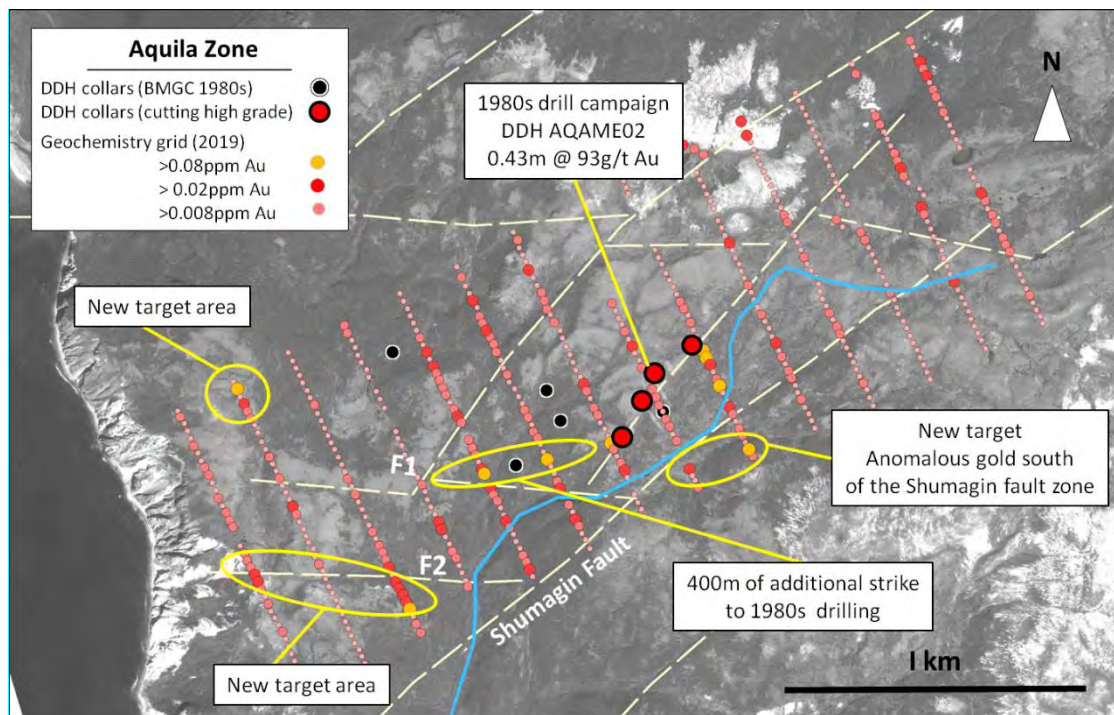 Aquila Zone
DDH collars (BMGC 1980s)
DDH collars (cutting high grade)
Geochemistry grid (2019)
>0.08ppm Au
> 0.02ppm Au
>0.008ppm Au
1980s drill campaign
DDH AQAME02
0.43m @ 93g/t Au
N
New target area
F1
New target
Anomalous gold south
of the Shumagin fault zone
F2
Shumagin Fault
400m of additional strike
to 1980s drilling
New target area
I km